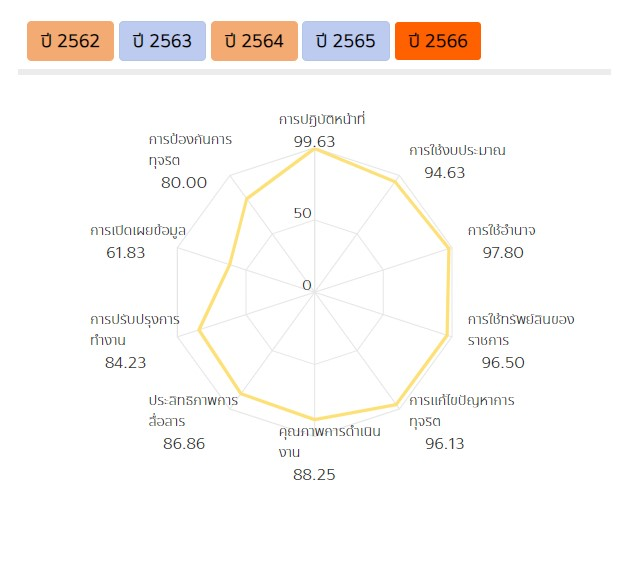 ปี 2562 ปี 2563 ปี 2564 ปี 2565 ปี 2566
การปฏิบัติหน้าที่
99.63
การใช้งบประมาณ
94.63
การใช้อำนาจ
97.80
การใช้ทรัพย์สินของ
ราชการ
96.50
การแก้ไขปัญหาการ
ทุจริต
96.13
คุณภาพการดำเนิน
งาน
88.25
ประสิทธิภาพการ
สื่อสาร
86.86
การปรับปรุงการ
ทำงาน
84.23
การเปิดเผยข้อมูล
61.83
การป้องกันการ
ทุจริต
80.00
50
0